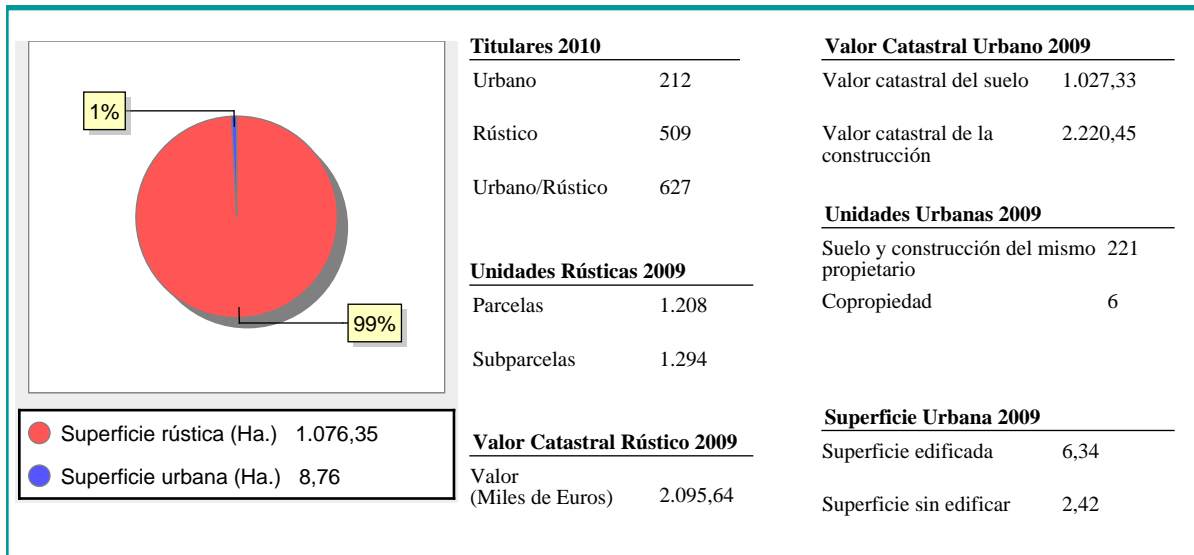 1%
99%
Superficie rústica (Ha.) 1.076,35
Superficie urbana (Ha.) 8,76
Titulares 2010
Urbano 212
Rústico 509
Urbano/Rústico 627
Unidades Rústicas 2009
Parcelas 1.208
Subparcelas 1.294
Valor Catastral Rústico 2009
Valor
(Miles de Euros) 2.095,64
Valor Catastral Urbano 2009
Valor catastral del suelo 1.027,33
Valor catastral de la 2.220,45
construcción
Unidades Urbanas 2009
Suelo y construcción del mismo 221
propietario
Copropiedad 6
Superficie Urbana 2009
Superficie edificada 6,34
Superficie sin edificar 2,42